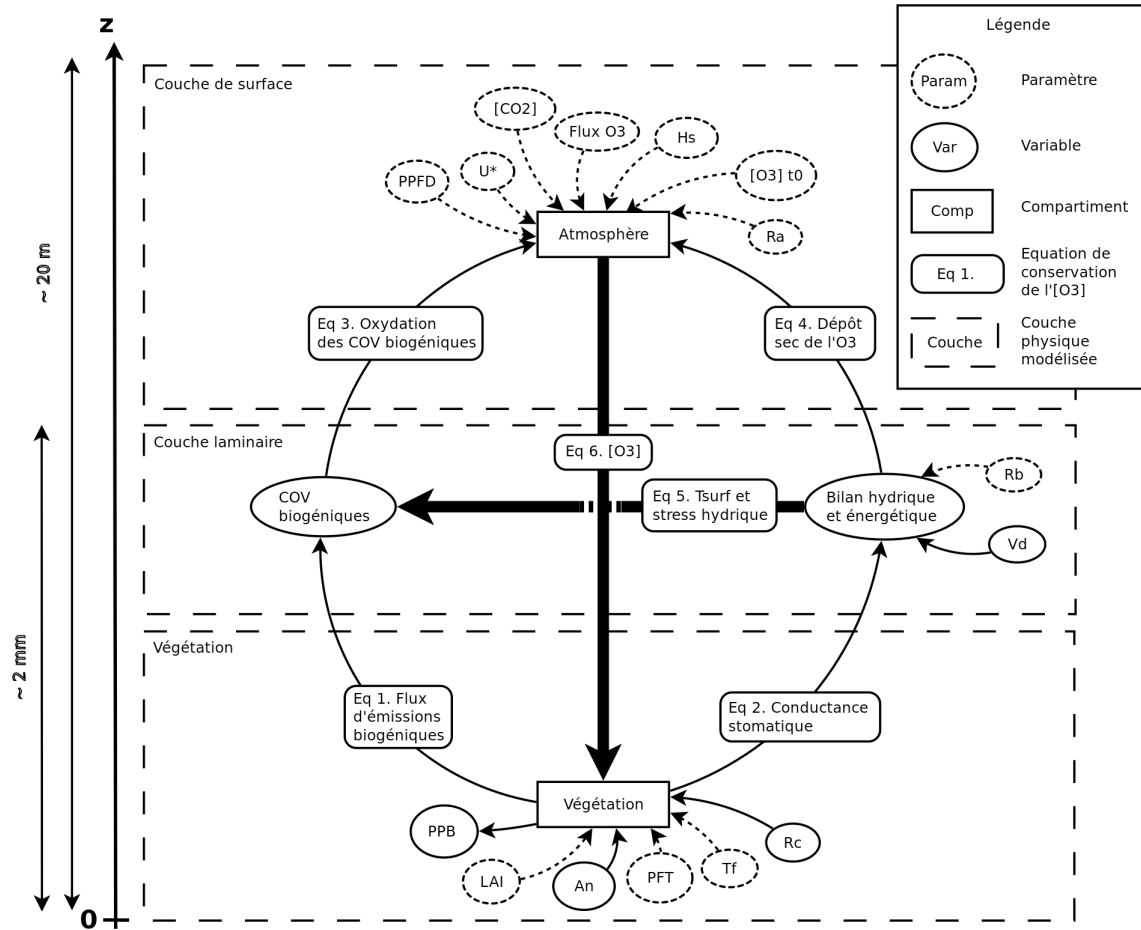 z
Légende
Param
Paramètre
Var
Variable
Comp
Compartiment
Eq 1.
Equation de
conservation
de l'[O3]
Couche
Couche
physique
modélisée
~ 20 m
~ 2 mm
0
Couche de surface
[CO2]
Flux O3
Hs
PPFD
U*
[O3] t0
Ra
Atmosphère
Eq 3. Oxydation
des COV biogéniques
Eq 4. Dépôt
sec de l'O3
Couche laminaire
Eq 6. [O3]
COV
biogéniques
Eq 5. Tsurf et
stress hydrique
Bilan hydrique
et énergétique
Rb
Vd
Végétation
Eq 1. Flux
d'émissions
biogéniques
Eq 2. Conductance
stomatique
Végétation
PPB
LAI
An
PFT
Tf
Rc